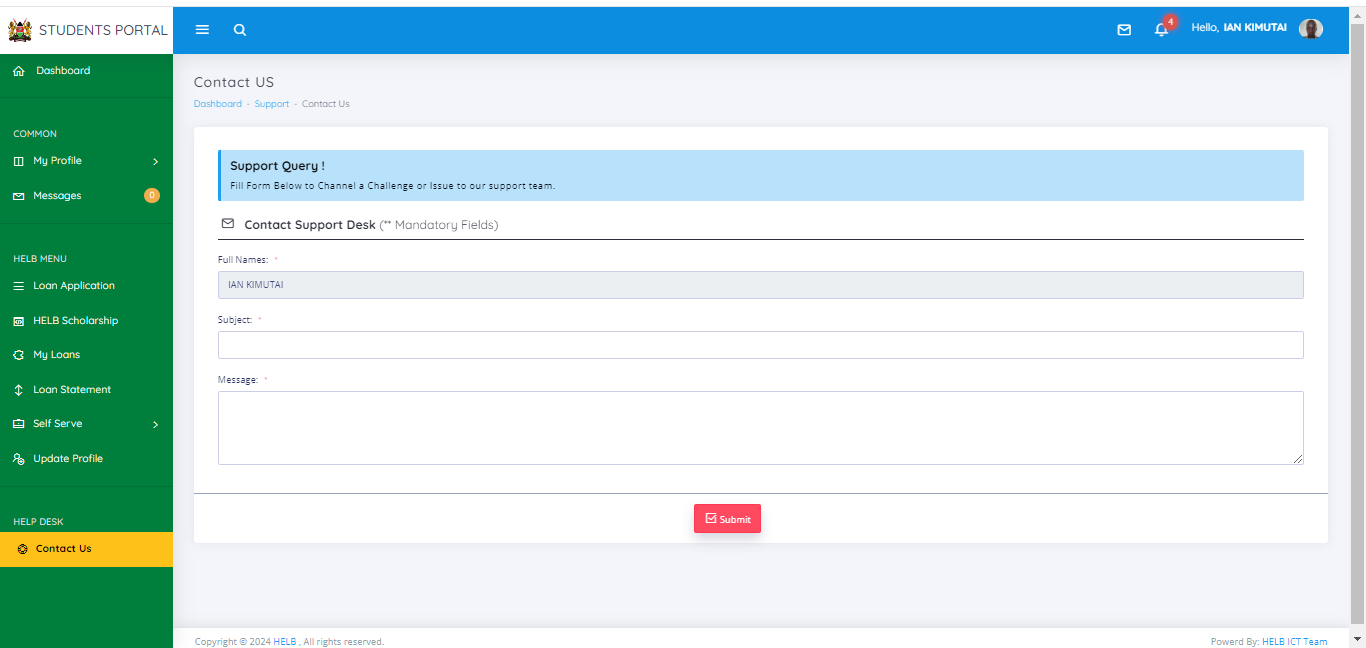 STUDENTS PORTAL
4
Hello, IAN KIMUTAI
Dashboard
COMMON
My Profile
Messages 0
HELB MENU
Loan Application
HELB Scholarship
My Loans
Loan Statement
Self Serve
Update Profile
HELP DESK
Contact Us
Contact US
Dashboard - Support - Contact Us
Support Query !
Fill Form Below to Channel a Challenge or Issue to our support team.
Contact Support Desk (** Mandatory Fields)
Full Names: *
IAN KIMUTAI
Subject: *
Message: *
Submit
Copyright © 2024 HELB . All rights reserved.
Powerd By: HELB ICT Team